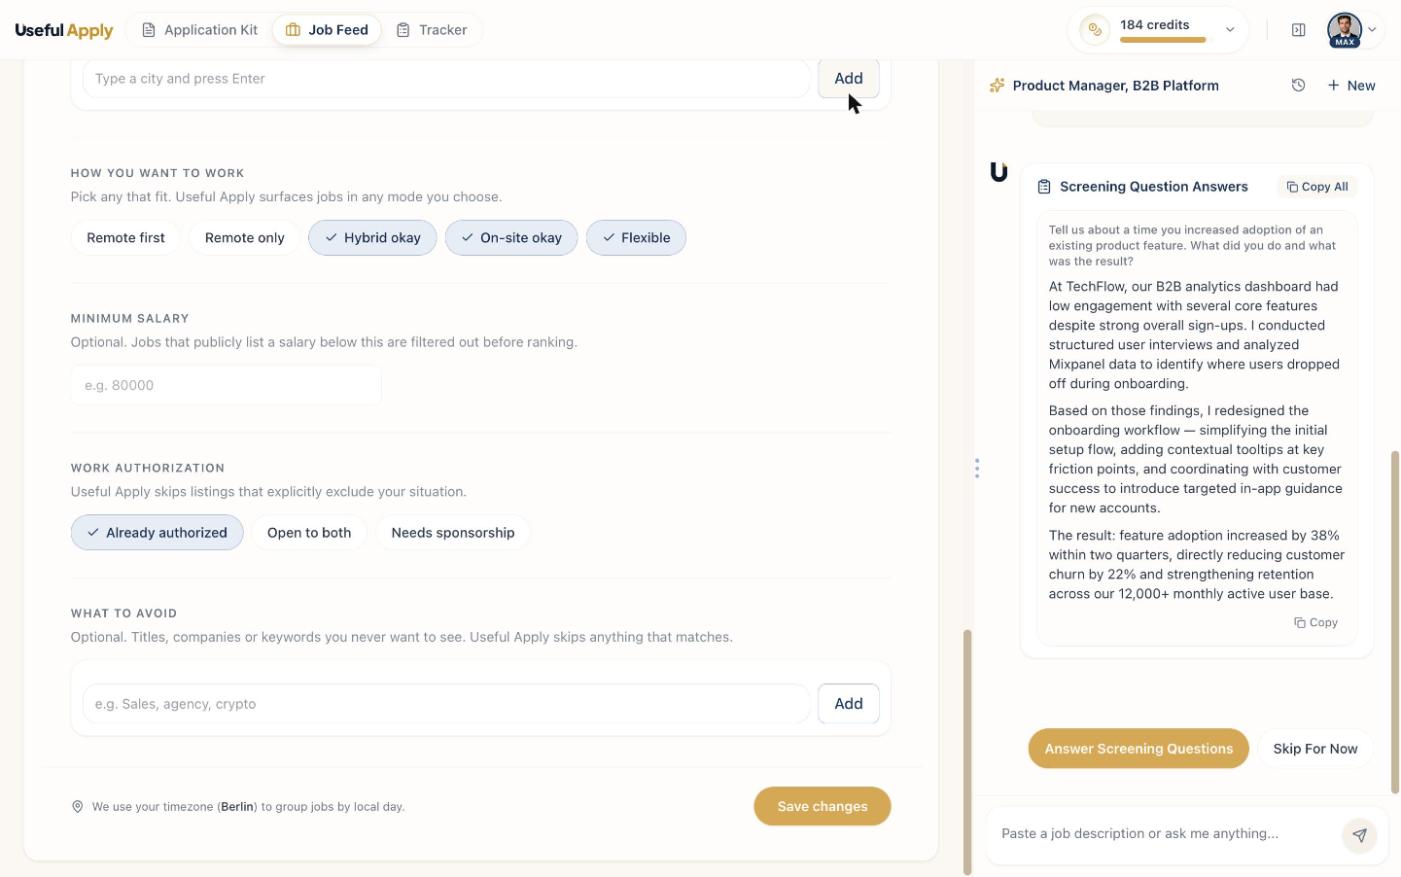 Useful Apply
Application Kit
Job Feed
Tracker
184 credits
MAX
Type a city and press Enter
Add
HOW YOU WANT TO WORK
Pick any that fit. Useful Apply surfaces jobs in any mode you choose.
Remote first
Remote only
Hybrid okay
On-site okay
Flexible
MINIMUM SALARY
Optional. Jobs that publicly list a salary below this are filtered out before ranking.
e.g. 80000
WORK AUTHORIZATION
Useful Apply skips listings that explicitly exclude your situation.
Already authorized
Open to both
Needs sponsorship
WHAT TO AVOID
Optional. Titles, companies or keywords you never want to see. Useful Apply skips anything that matches.
e.g. Sales, agency, crypto
Add
We use your timezone (Berlin) to group jobs by local day.
Save changes
Product Manager, B2B Platform
New
U
Screening Question Answers
Copy All
Tell us about a time you increased adoption of an
existing product feature. What did you do and what
was the result?
At TechFlow, our B2B analytics dashboard had
low engagement with several core features
despite strong overall sign-ups. I conducted
structured user interviews and analyzed
Mixpanel data to identify where users dropped
off during onboarding.
Based on those findings, I redesigned the
onboarding workflow — simplifying the initial
setup flow, adding contextual tooltips at key
friction points, and coordinating with customer
success to introduce targeted in-app guidance
for new accounts.
The result: feature adoption increased by 38%
within two quarters, directly reducing customer
churn by 22% and strengthening retention
across our 12,000+ monthly active user base.
Copy
Answer Screening Questions
Skip For Now
Paste a job description or ask me anything...